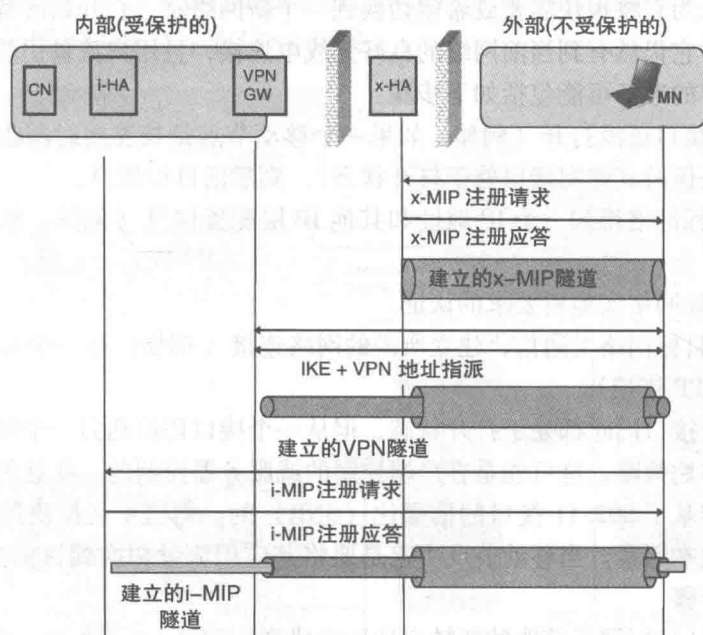 内部(受保护的)
外部(不受保护的)
CN
i-HA
VPN
GW
x-HA
MN
x-MIP 注册请求
x-MIP 注册应答
建立的x-MIP隧道
IKE + VPN 地址指派
建立的VPN隧道
i-MIP注册请求
i-MIP注册应答
建立的i-MIP
隧道